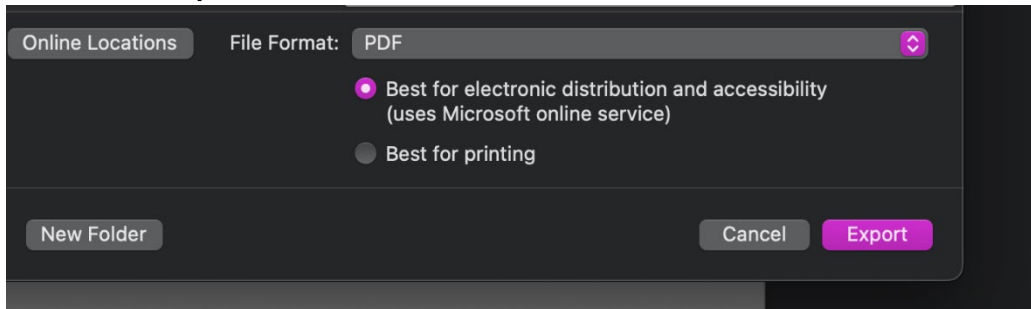 Online Locations
File Format:
PDF
Best for electronic distribution and accessibility
(uses Microsoft online service)
Best for printing
New Folder
Cancel
Export